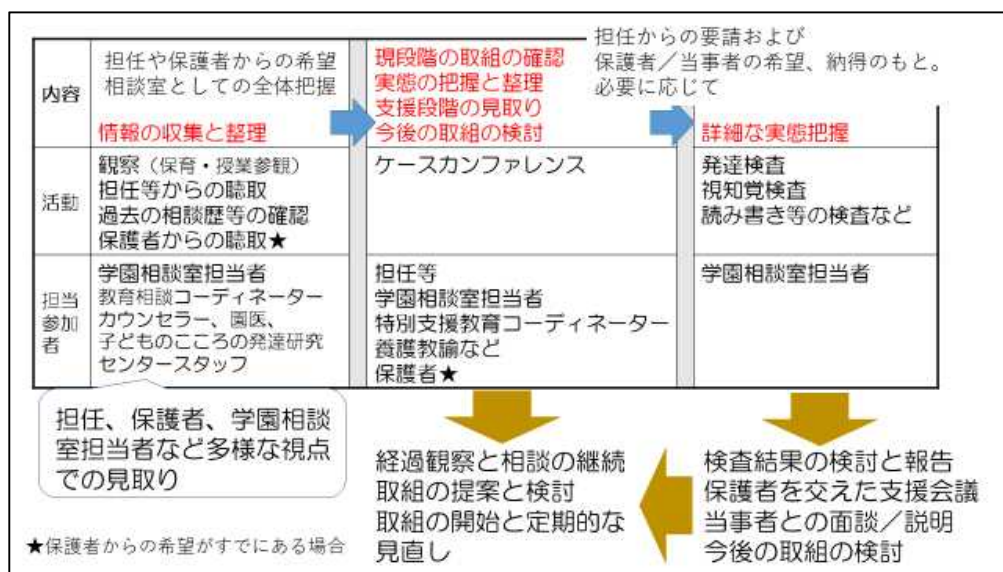 内容
担任や保護者からの希望
相談室としての全体把握
情報の収集と整理
現段階の取組の確認
実態の把握と整理
支援段階の見取り
今後の取組の検討
担任からの要請および
保護者/当事者の希望、納得のもと。
必要に応じて
詳細な実態把握
活動
観察（保育・授業参観）
担任等からの聴取
過去の相談歴等の確認
保護者からの聴取★
ケースカンファレンス
発達検査
視知覚検査
読み書き等の検査など
担当
参加
者
学園相談室担当者
教育相談コーディネーター
カウンセラー、園医、
子どものこころの発達研究
センタースタッフ
担任等
学園相談室担当者
特別支援教育コーディネーター
養護教諭など
保護者★
学園相談室担当者
担任、保護者、学園相談
室担当者など多様な視点
での見取り
経過観察と相談の継続
取組の提案と検討
取組の開始と定期的な
見直し
検査結果の検討と報告
保護者を交えた支援会議
当事者との面談／説明
今後の取組の検討
★保護者からの希望がすでにある場合